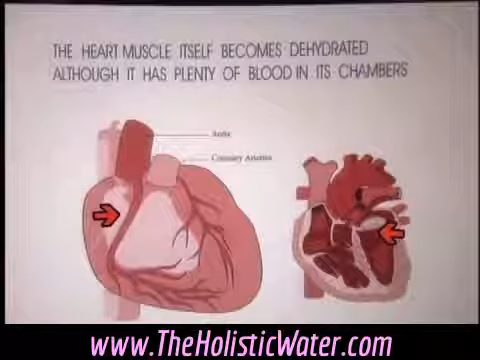 THE HEART MUSCLE ITSELF BECOMES DEHYDRATED
ALTHOUGH IT HAS PLENTY OF BLOOD IN ITS CHAMBERS
Aorta
Coronary Arteries
www.TheHolisticWater.com